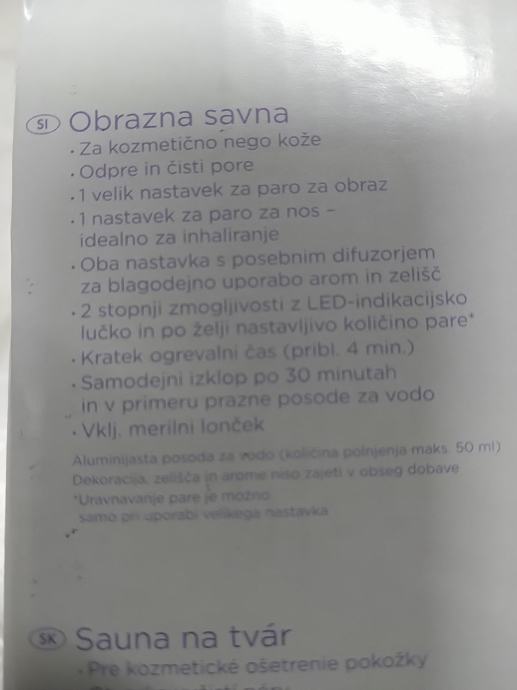 SI Obrazna savna
• Za kozmetično nego kože
• Odpre in čisti pore
• 1 velik nastavek za paro za obraz
• 1 nastavek za paro za nos –
idealno za inhaliranje
• Oba nastavka s posebnim difuzorjem
za blagodejno uporabo arom in zelišč
• 2 stopnji zmogljivosti z LED-indikacijsko
lučko in po želji nastavljivo količino pare*
• Kratek ogrevalni čas (pribl. 4 min.)
• Samodejni izklop po 30 minutah
in v primeru prazne posode za vodo
• Vklj. merilni lonček
Aluminijasta posoda za vodo (količina polnjenja maks. 50 ml)
Dekoracija, zelišča in arome niso zajeti v obseg dobave
*Uravnavanje pare je možno
samo pri uporabi velikega nastavka
SK Sauna na tvár
• Pre kozmetické ošetrenie pokožky